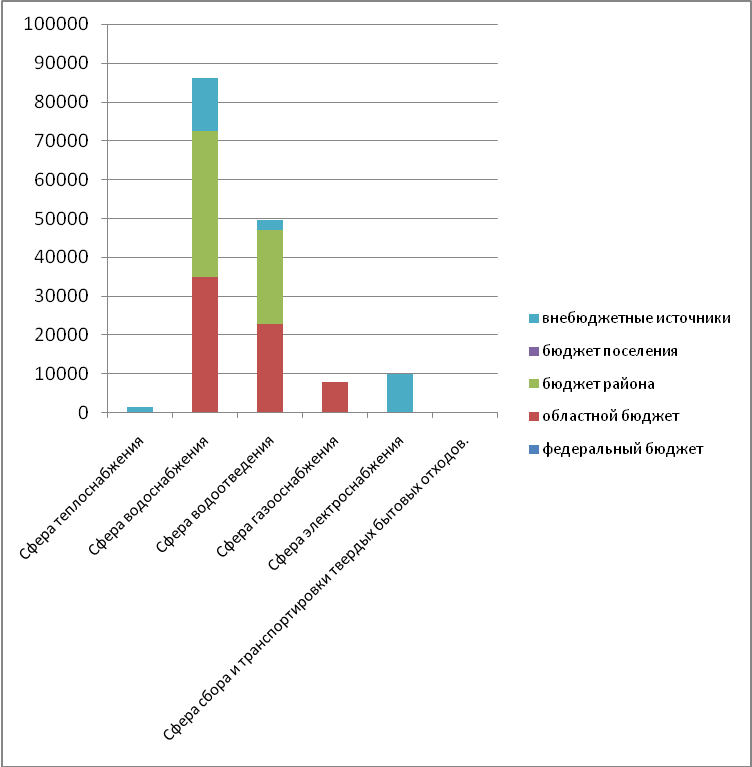 100000
90000
80000
70000
60000
50000
40000
30000
20000
10000
0
Сфера теплоснабжения
Сфера водоснабжения
Сфера водоотведения
Сфера газооснабжения
Сфера электроснабжения
Сфера сбора и транспортировки твердых бытовых отходов.
внебюджетные источники
бюджет поселения
бюджет района
областной бюджет
федеральный бюджет